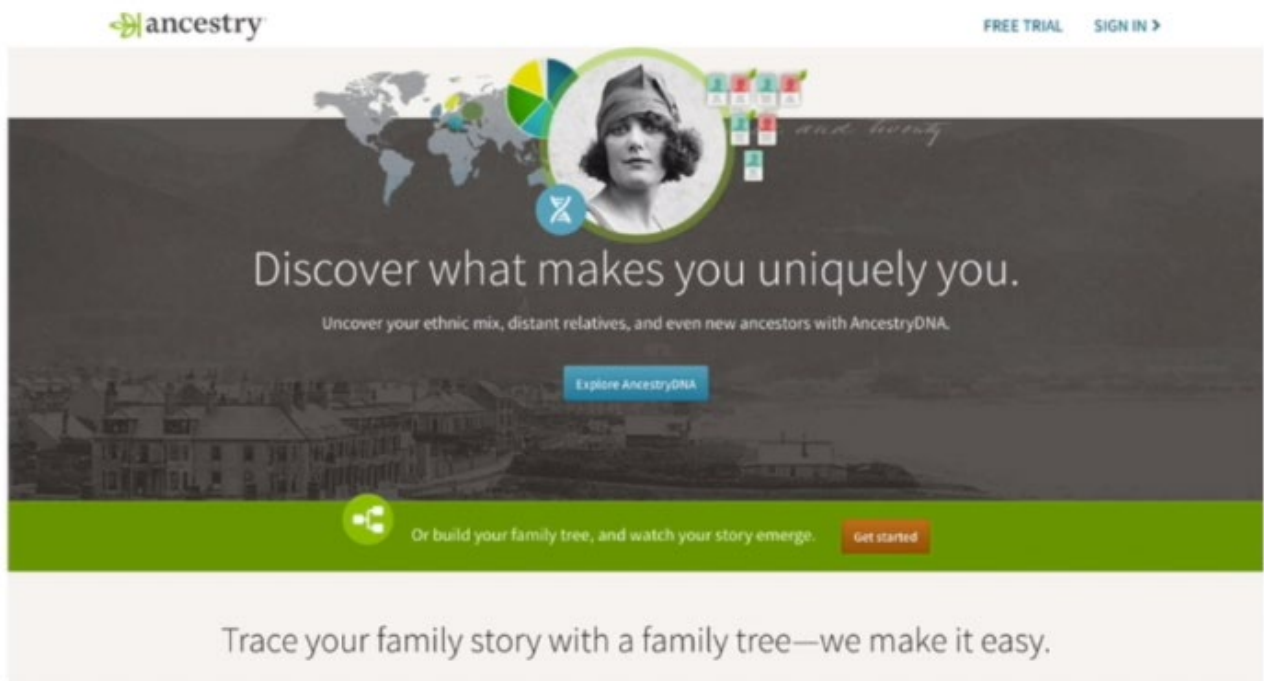 ancestry
FREE TRIAL SIGN IN >
and twenty
Discover what makes you uniquely you.
Uncover your ethnic mix, distant relatives, and even new ancestors with AncestryDNA.
Explore AncestryDNA
Or build your family tree, and watch your story emerge. Get started
Trace your family story with a family tree—we make it easy.